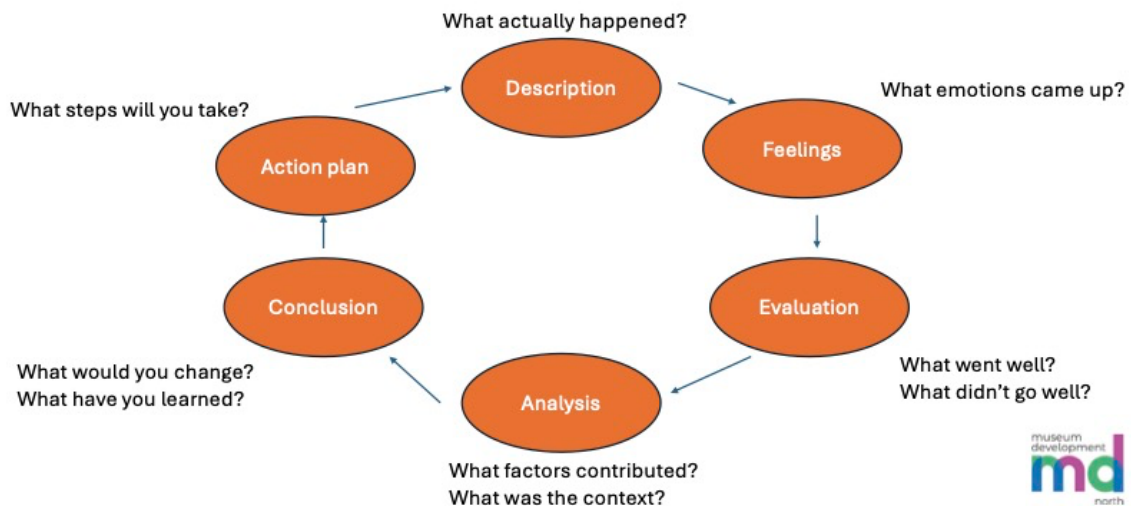 What actually happened?
Description
What emotions came up?
Feelings
Evaluation
What went well?
What didn't go well?
Analysis
What factors contributed?
What was the context?
Conclusion
What would you change?
What have you learned?
What steps will you take?
Action plan
museum
development
md
north